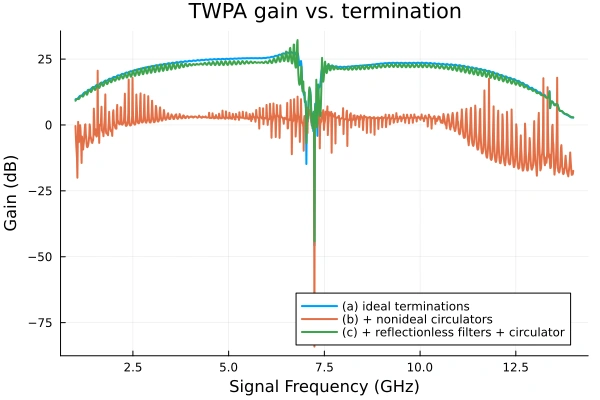 TWPA gain vs. termination
Gain (dB)
25
0
−25
−50
−75
(a) ideal terminations
(b) + nonideal circulators
(c) + reflectionless filters + circulator
2.5 5.0 7.5 10.0 12.5
Signal Frequency (GHz)